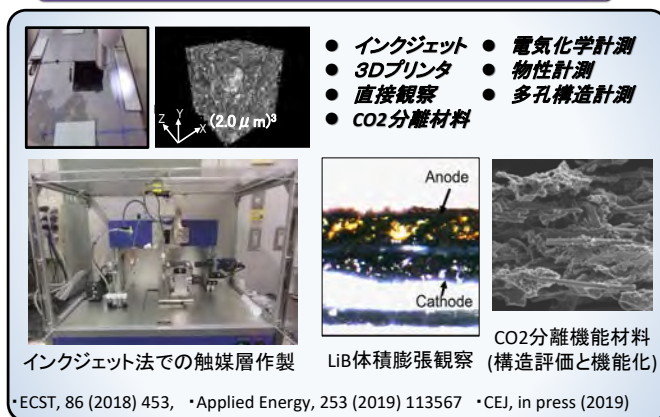 ● インクジェット ● 電気化学計測
● 3Dプリンタ ● 物性計測
● 直接観察 ● 多孔構造計測
● CO2分離材料
Z Y X (2.0μm)³
Anode
Cathode
インクジェット法での触媒層作製
LiB体積膨張観察
CO2分離機能材料
(構造評価と機能化)
・ECST, 86 (2018) 453, ・Applied Energy, 253 (2019) 113567 ・CEJ, in press (2019)